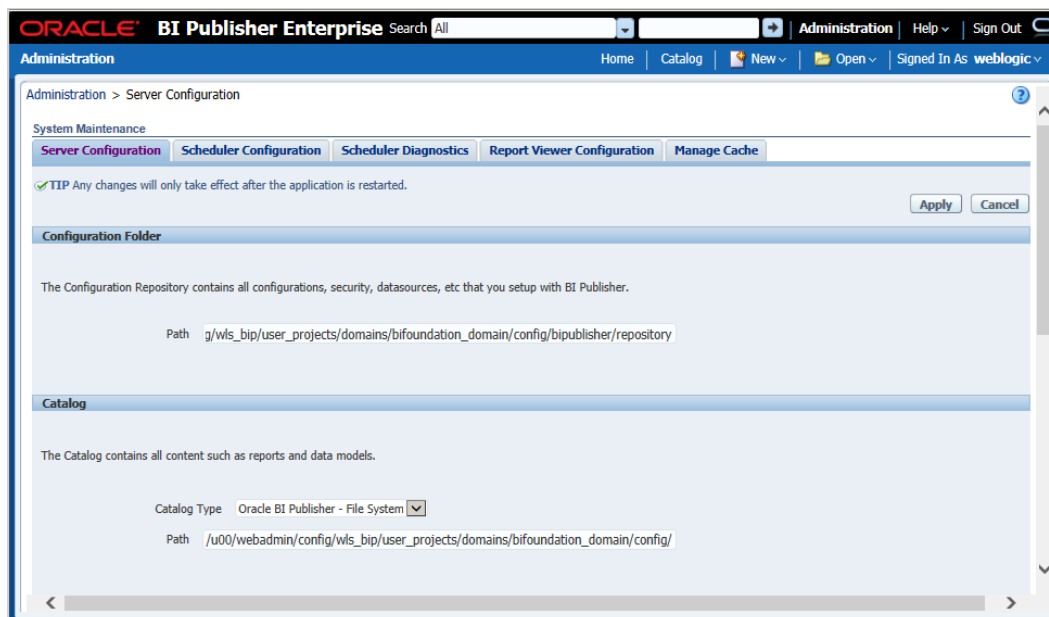 ORACLE® BI Publisher Enterprise Search All Administration Help Sign Out
Administration Home Catalog New Open Signed In As weblogic
Administration > Server Configuration
System Maintenance
Server Configuration Scheduler Configuration Scheduler Diagnostics Report Viewer Configuration Manage Cache
TIP Any changes will only take effect after the application is restarted.
Apply Cancel
Configuration Folder
The Configuration Repository contains all configurations, security, datasources, etc that you setup with BI Publisher.
Path g/wls_bip/user_projects/domains/bifoundation_domain/config/bipublisher/repository
Catalog
The Catalog contains all content such as reports and data models.
Catalog Type Oracle BI Publisher - File System
Path /u00/webadmin/config/wls_bip/user_projects/domains/bifoundation_domain/config/